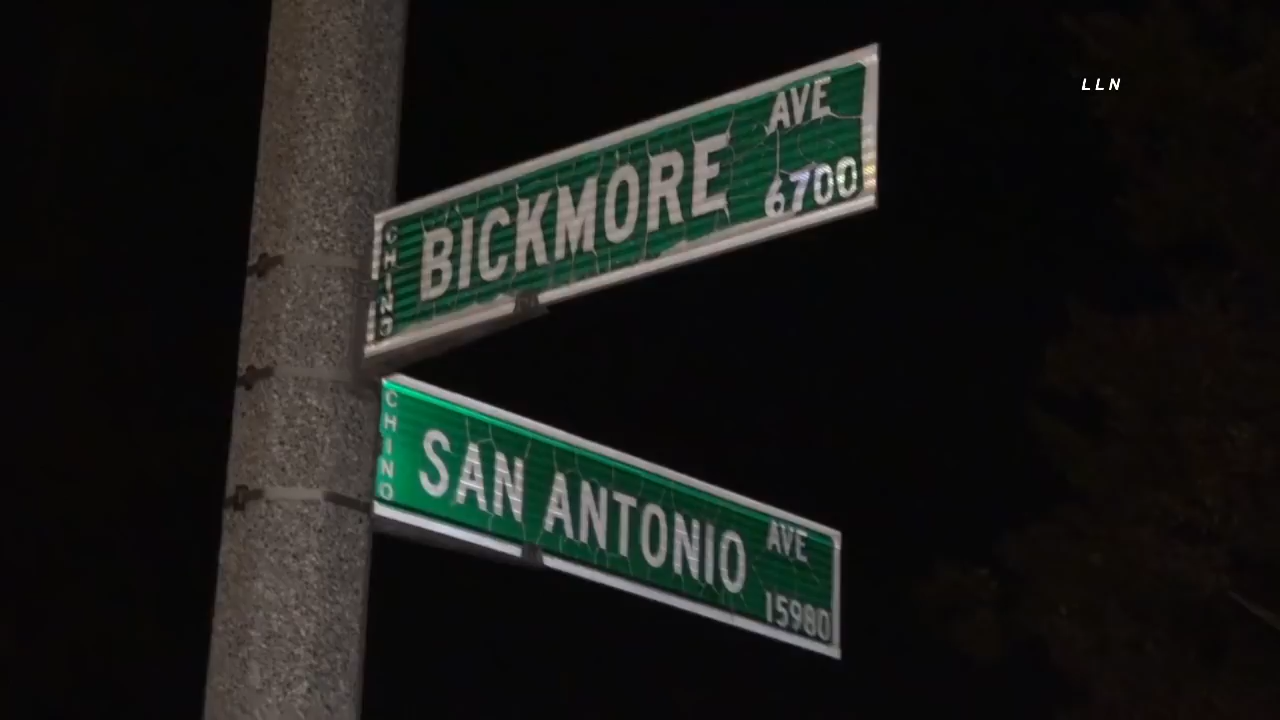 LLN
CHINO
BICKMORE AVE
6700
CHINO
SAN ANTONIO AVE
15980